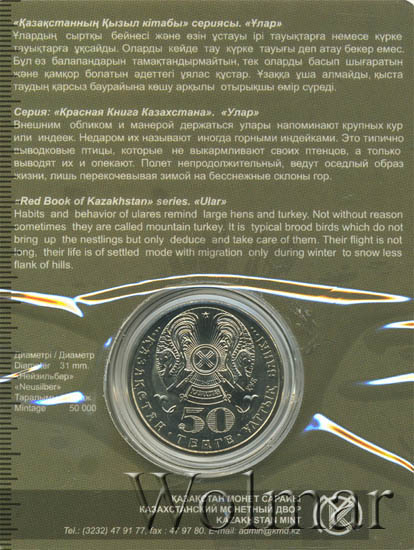 «Қазақстанның Қызыл кітабы» сериясы. «Ұлар»
Ұлардың сыртқы бейнесі және өзін ұстауы ірі тауықтарға немесе күрке
тауықтарға ұқсайды. Оларды кейде тау күрке тауығы деп атау бекер емес.
Бұл өз балапандарын тамақтандырмайтын, тек оларды басып шығаратын
және қамқор болатын әдеттегі ұялас құстар. Ұзаққа ұша алмайды, қыста
таудың қарсыз баурайына көшу арқылы отырықшы өмір сүреді.
Серия: «Красная Книга Казахстана». «Улар»
Внешним обликом и манерой держаться улары напоминают крупных кур
или индеек. Недаром их называют иногда горными индейками. Это типично
выводковые птицы, которые не выкармливают своих птенцов, а только
выводят их и опекают. Полет непродолжительный, ведут оседлый образ
жизни, лишь перекочевывая зимой на бесснежные склоны гор.
«Red Book of Kazakhstan» series. «Ular»
Habits and behavior of ulares remind large hens and turkey. Not without reason
sometimes they are called mountain turkey. It is typical brood birds which do not
bring up the nestlings but only deduce and take care of them. Their flight is not
long, their life is of settled mode with migration only during winter to snow less
flank of hills.
Диаметрі / Диаметр
Diameter 31 mm.
«Нейзильбер»
«Neusilber»
Таралымы
Mintage 50 000
ҚАЗАҚСТАН ҰЛТТЫҚ БАНКІ
50
ТЕҢГЕ
ҚАЗАҚСТАН МОНЕТ САРАЙЫ
КАЗАХСТАНСКИЙ МОНЕТНЫЙ ДВОР
KAZAKHSTAN MINT
Tel.: (3232) 47 91 77, fax: 47 97 80. E-mail: admin@kmd.kz
Wolmar